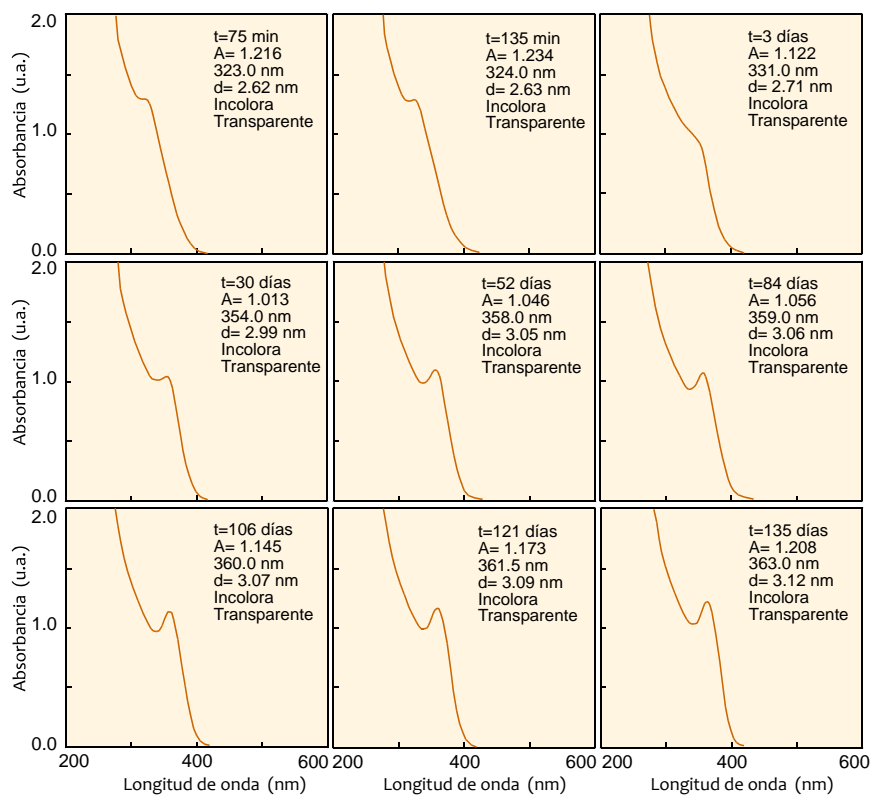 Absorbancia (u.a.)
2.0
1.0
0.0
t=75 min
A= 1.216
323.0 nm
d= 2.62 nm
Incolora
Transparente
t=135 min
A= 1.234
324.0 nm
d= 2.63 nm
Incolora
Transparente
t=3 días
A= 1.122
331.0 nm
d= 2.71 nm
Incolora
Transparente
Absorbancia (u.a.)
2.0
1.0
0.0
t=30 días
A= 1.013
354.0 nm
d= 2.99 nm
Incolora
Transparente
t=52 días
A= 1.046
358.0 nm
d= 3.05 nm
Incolora
Transparente
t=84 días
A= 1.056
359.0 nm
d= 3.06 nm
Incolora
Transparente
Absorbancia (u.a.)
2.0
1.0
0.0
t=106 días
A= 1.145
360.0 nm
d= 3.07 nm
Incolora
Transparente
t=121 días
A= 1.173
361.5 nm
d= 3.09 nm
Incolora
Transparente
t=135 días
A= 1.208
363.0 nm
d= 3.12 nm
Incolora
Transparente
200 400 600 200 400 600 200 400 600
Longitud de onda (nm) Longitud de onda (nm) Longitud de onda (nm)